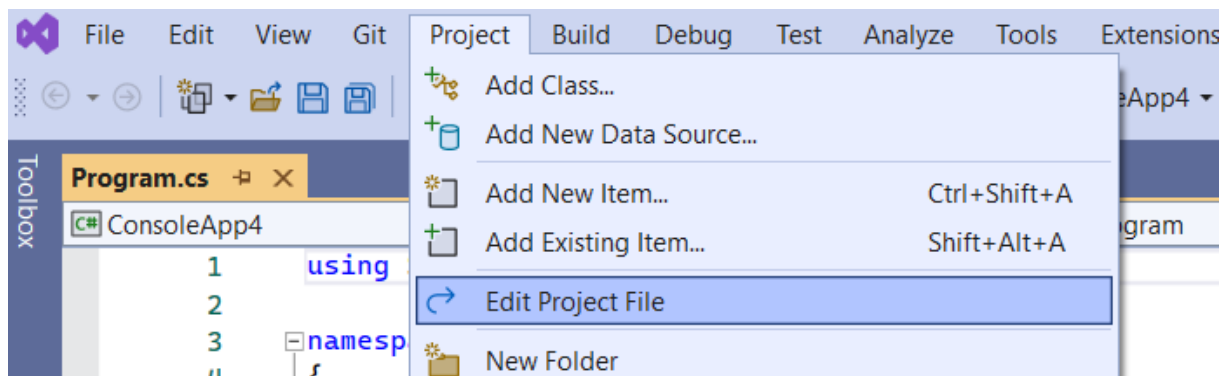 File Edit View Git Project Build Debug Test Analyze Tools Extensions
Add Class...
eApp4
Add New Data Source...
Toolbox
Program.cs
Add New Item... Ctrl+Shift+A
C# ConsoleApp4
gram
Add Existing Item... Shift+Alt+A
1 using
2
Edit Project File
3 namesp
4 {
New Folder